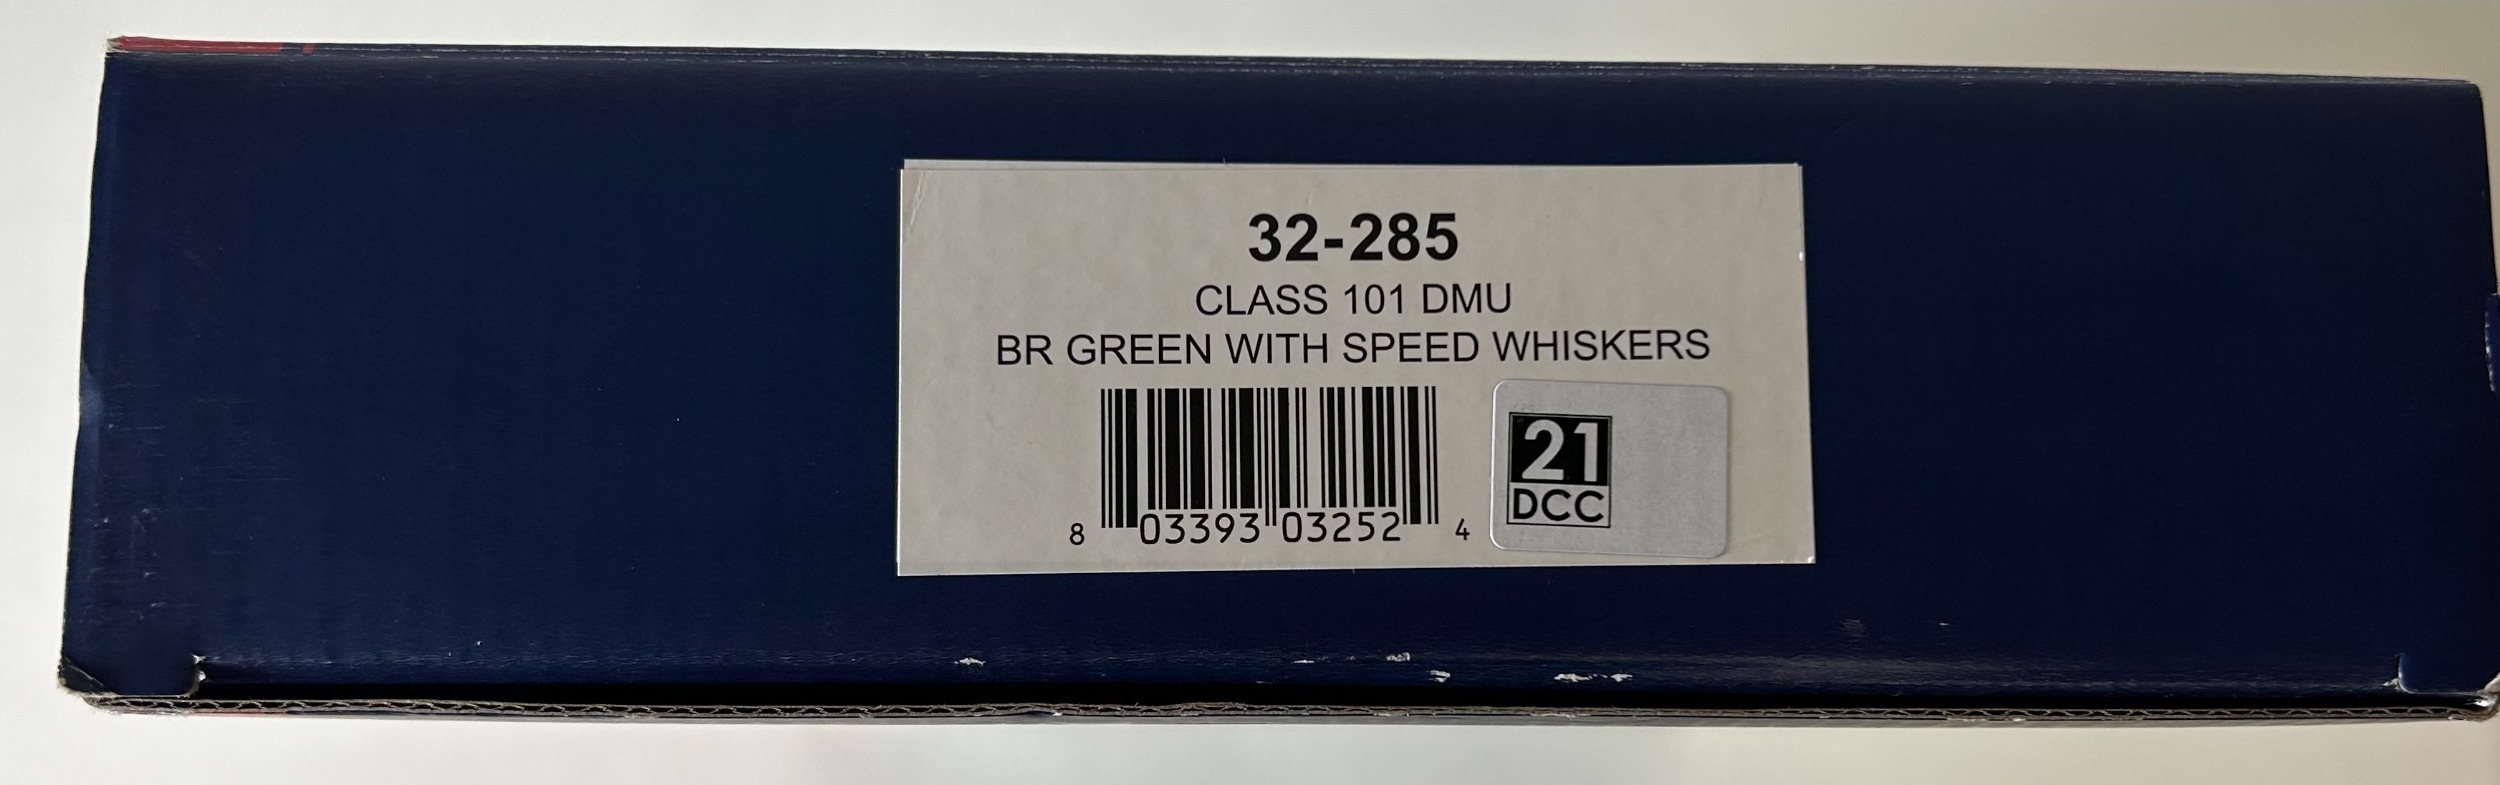 32-285
CLASS 101 DMU
BR GREEN WITH SPEED WHISKERS
8 03393 03252 4
21
DCC